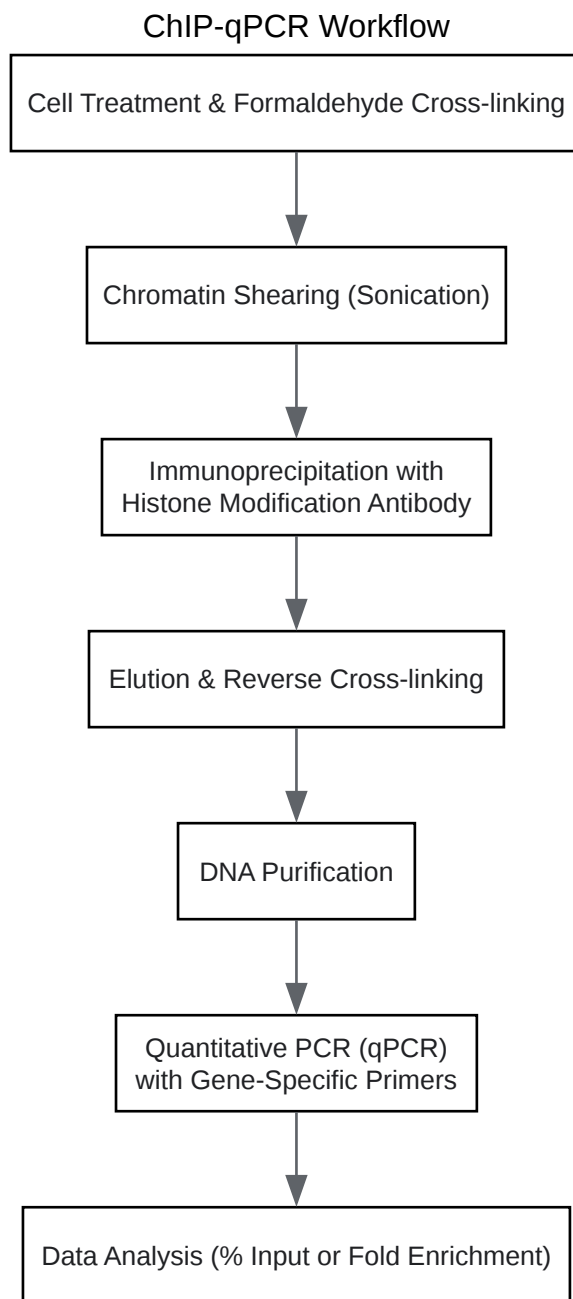 ChIP-qPCR Workflow
Cell Treatment & Formaldehyde Cross-linking
Chromatin Shearing (Sonication)
Immunoprecipitation with
Histone Modification Antibody
Elution & Reverse Cross-linking
DNA Purification
Quantitative PCR (qPCR)
with Gene-Specific Primers
Data Analysis (% Input or Fold Enrichment)